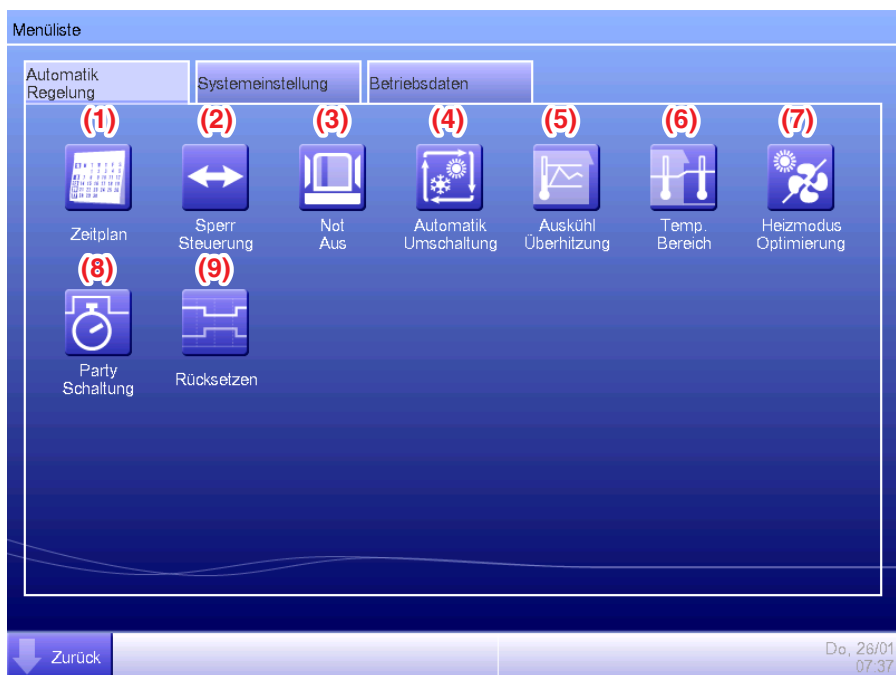 Menüliste
Automatik
Regelung
Systemeinstellung
Betriebsdaten
(1)
(2)
(3)
(4)
(5)
(6)
(7)
Zeitplan
Sperr
Steuerung
Not
Aus
Automatik
Umschaltung
Auskühl
Überhitzung
Temp.
Bereich
Heizmodus
Optimierung
(8)
(9)
Party
Schaltung
Rücksetzen
Zurück
Do, 26/01
07:37